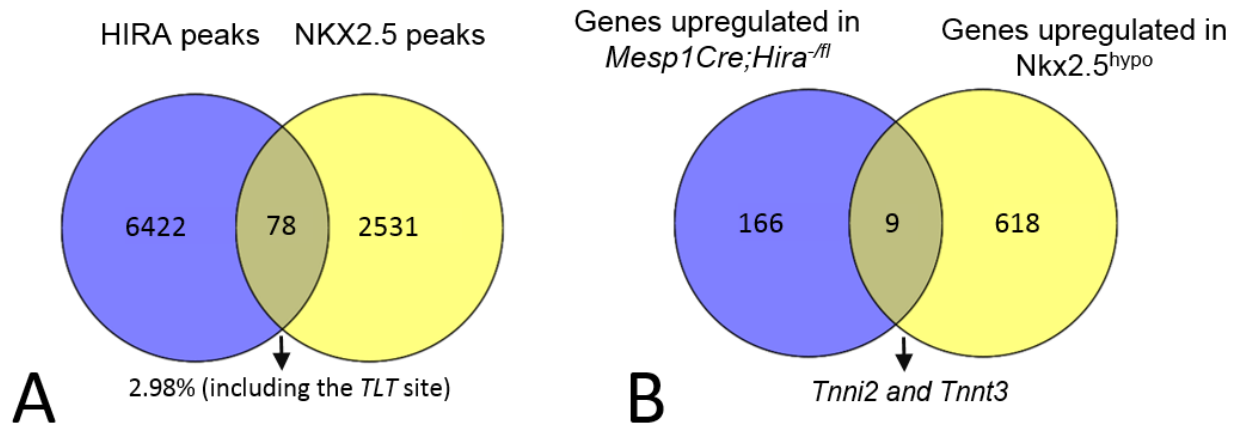 HIRA peaks NKX2.5 peaks
6422 78 2531
2.98% (including the TLT site)
A
Genes upregulated in
Mesp1Cre;Hira-/fl
Genes upregulated in
Nkx2.5hypo
166 9 618
Tnni2 and Tnnt3
B